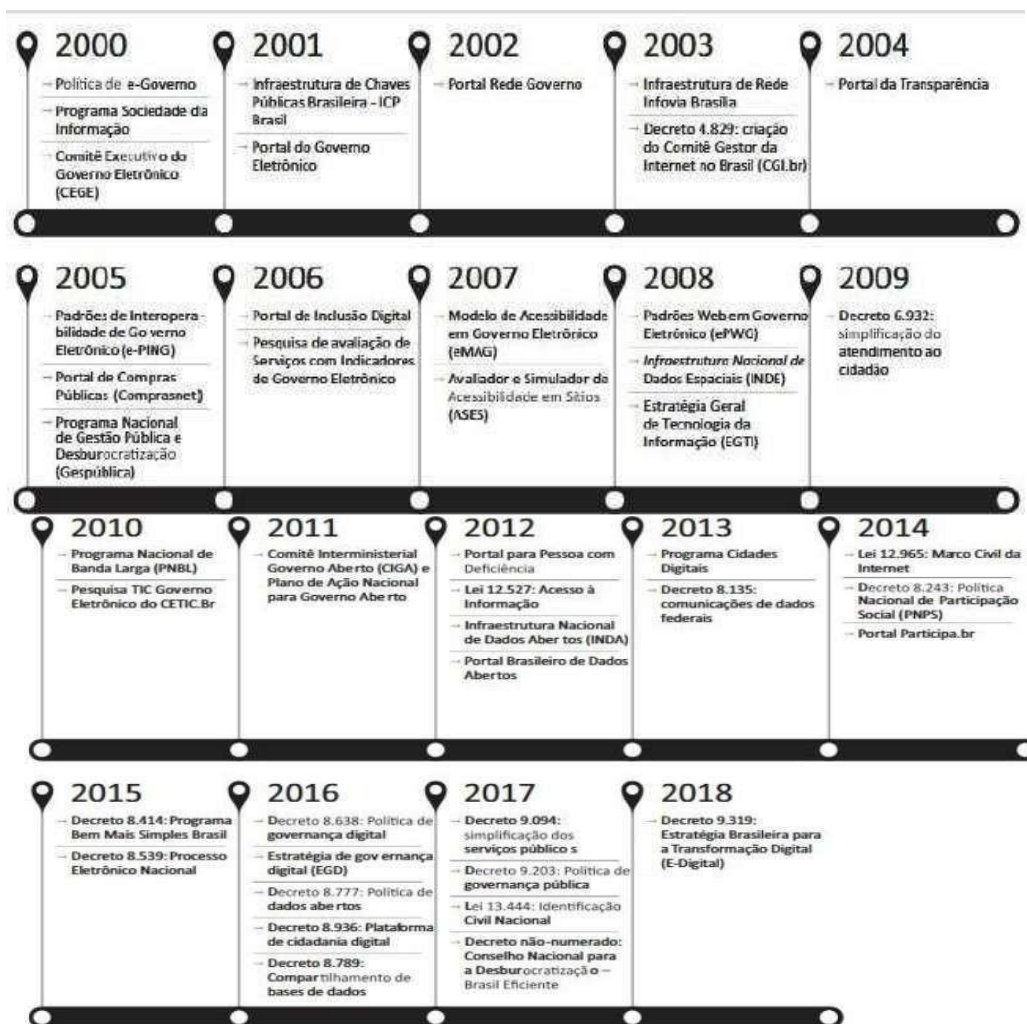 2000
Política de e-Governo
Programa Sociedade da
Informação
Comitê Executivo do
Governo Eletrônico
(CEGE)
2001
Infraestrutura de Chaves
Públicas Brasileira - ICP
Brasil
Portal do Governo
Eletrônico
2002
Portal Rede Governo
2003
Infraestrutura de Rede
Infovia Brasília
Decreto 4.829: criação
do Comitê Gestor da
Internet no Brasil (CGI.br)
2004
Portal da Transparência
2005
Padrões de Interopera-
bilidade de Governo
Eletrônico (e-PING)
Portal de Compras
Públicas (Comprasnet)
Programa Nacional
de Gestão Pública e
Desburocratização
(Gespública)
2006
Portal de Inclusão Digital
Pesquisa de avaliação de
Serviços com Indicadores
de Governo Eletrônico
2007
Modelo de Acessibilidade
em Governo Eletrônico
(eMAG)
Avaliador e Simulador de
Acessibilidade em Sítios
(ASES)
2008
Padrões Web em Governo
Eletrônico (ePWG)
Infraestrutura Nacional de
Dados Espaciais (INDE)
Estratégia Geral
de Tecnologia da
Informação (EGTI)
2009
Decreto 6.932:
simplificação do
atendimento ao
cidadão
2010
Programa Nacional de
Banda Larga (PNBL)
Pesquisa TIC Governo
Eletrônico do CETIC.Br
2011
Comitê Interministerial
Governo Aberto (CIGA) e
Plano de Ação Nacional
para Governo Aberto
2012
Portal para Pessoa com
Deficiência
Lei 12.527: Acesso à
Informação
Infraestrutura Nacional
de Dados Abertos (INDA)
Portal Brasileiro de Dados
Abertos
2013
Programa Cidades
Digitais
Decreto 8.135:
comunicações de dados
federais
2014
Lei 12.965: Marco Civil da
Internet
Decreto 8.243: Política
Nacional de Participação
Social (PNPS)
Portal Participa.br
2015
Decreto 8.414: Programa
Bem Mais Simples Brasil
Decreto 8.539: Processo
Eletrônico Nacional
2016
Decreto 8.638: Política de
governança digital
Estratégia de governança
digital (EGD)
Decreto 8.777: Política de
dados abertos
Decreto 8.936: Plataforma
de cidadania digital
Decreto 8.789:
Compartilhamento de
bases de dados
2017
Decreto 9.094:
simplificação dos
serviços público s
Decreto 9.203: Política de
governança pública
Lei 13.444: Identificação
Civil Nacional
Decreto não-numerado:
Conselho Nacional para
a Desburocratização –
Brasil Eficiente
2018
Decreto 9.319:
Estratégia Brasileira para
a Transformação Digital
(E-Digital)